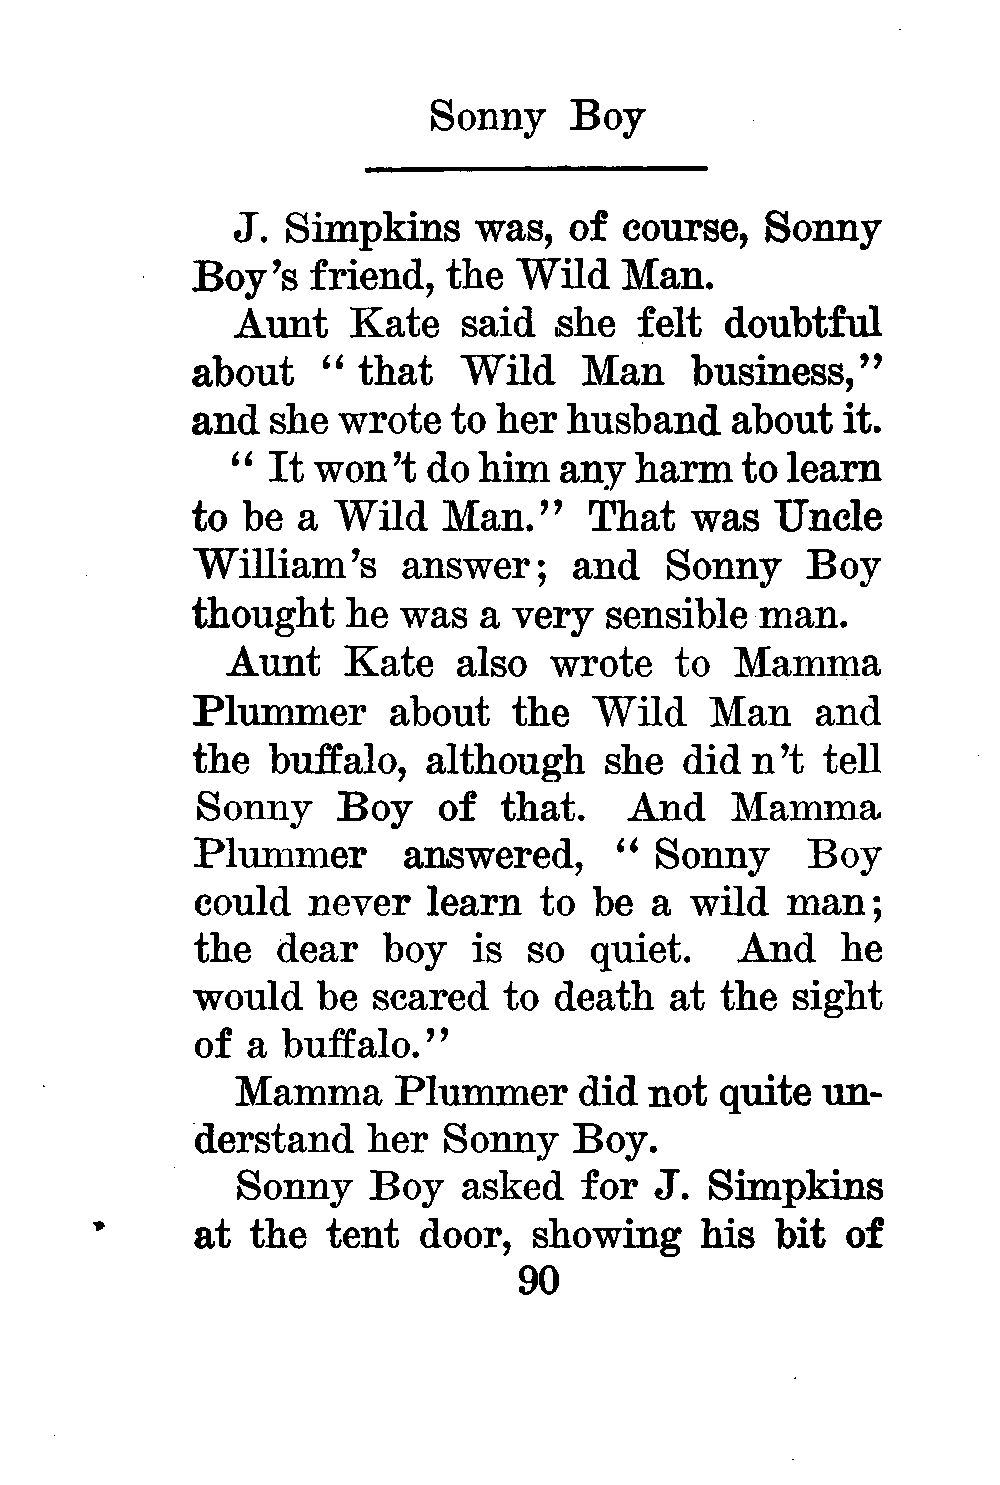 Sonny Boy
J. Simpkins was, of course, Sonny
Boy's friend, the Wild Man.
Aunt Kate said she felt doubtful
about "that Wild Man business,"
and she wrote to her husband about it.
"It won't do him any harm to learn
to be a Wild Man." That was Uncle
William's answer; and Sonny Boy
thought he was a very sensible man.
Aunt Kate also wrote to Mamma
Plummer about the Wild Man and
the buffalo, although she did n't tell
Sonny Boy of that. And Mamma
Plummer answered, "Sonny Boy
could never learn to be a wild man;
the dear boy is so quiet. And he
would be scared to death at the sight
of a buffalo."
Mamma Plummer did not quite un-
derstand her Sonny Boy.
Sonny Boy asked for J. Simpkins
at the tent door, showing his bit of
90